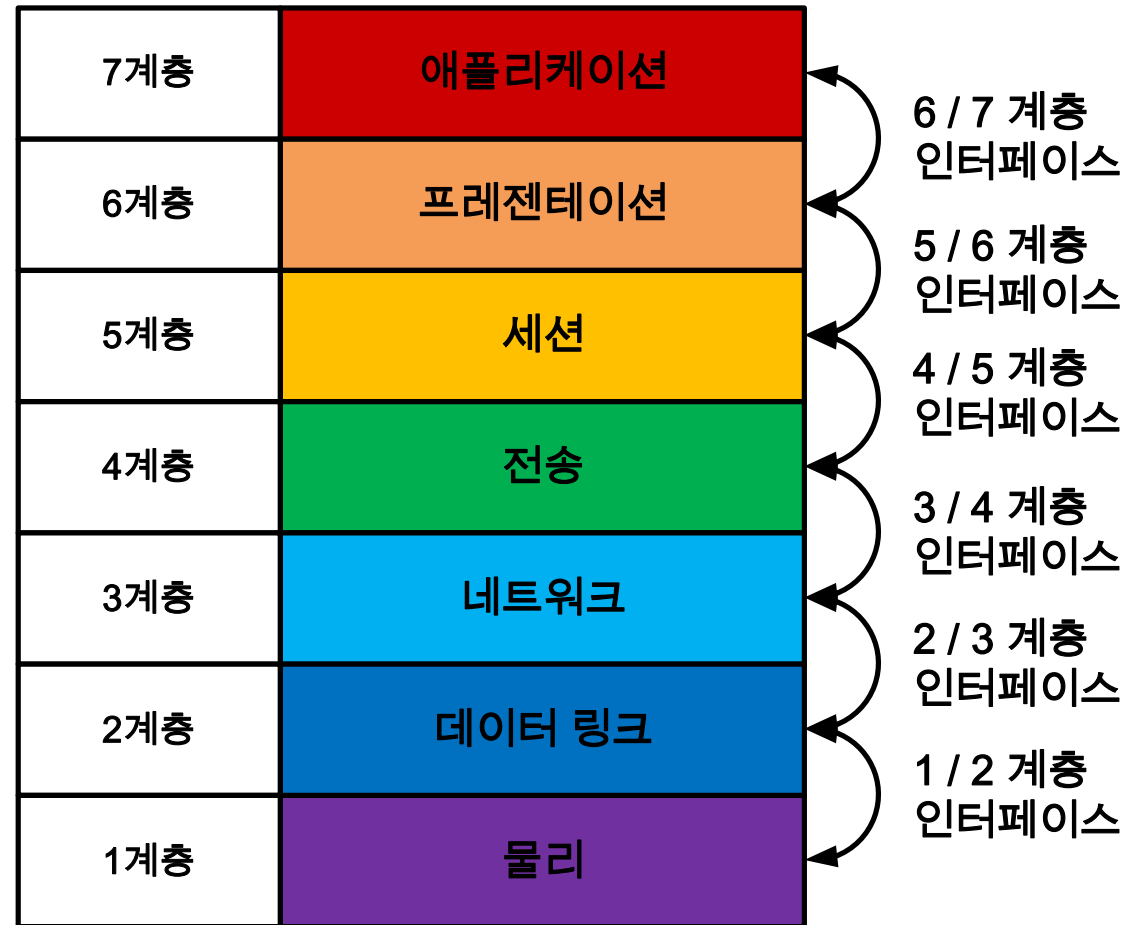 7계층 애플리케이션
6 / 7 계층
인터페이스
6계층 프레젠테이션
5 / 6 계층
인터페이스
5계층 세션
4 / 5 계층
인터페이스
4계층 전송
3 / 4 계층
인터페이스
3계층 네트워크
2 / 3 계층
인터페이스
2계층 데이터 링크
1 / 2 계층
인터페이스
1계층 물리